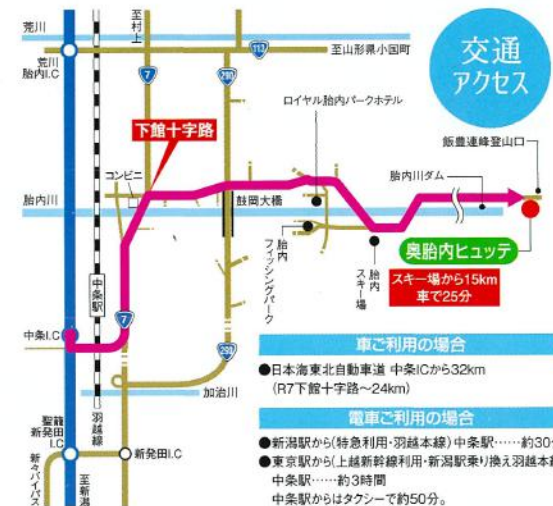 荒川
至村上
荒川
胎内I.C
7
290
113
至山形県小国町
交通
アクセス
下館十字路
ロイヤル胎内パークホテル
飯豊連峰登山口
コンビニ
胎内川ダム
胎内川
鼓岡大橋
胎内
フィッシングパーク
胎内
スキー場
奥胎内ヒュッテ
スキー場から15km
車で25分
中条駅
中条I.C
7
290
加治川
車ご利用の場合
●日本海東北自動車道 中条ICから32km
(R7下館十字路～24km)
電車ご利用の場合
●新潟駅から(特急利用・羽越本線)中条駅……約30分
●東京駅から(上越新幹線利用・新潟駅乗り換え羽越本線
中条駅……約3時間
中条駅からはタクシーで約50分。
聖籠
新発田
I.C
羽越線
新発田I.C
新々バイパス
至新潟